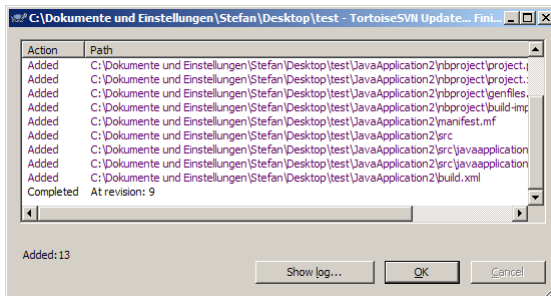 C:\Dokumente und Einstellungen\Stefan\Desktop\test - TortoiseSVN Update... Fini...
Action Path
Added C:\Dokumente und Einstellungen\Stefan\Desktop\test\JavaApplication2\nbproject\project.p
Added C:\Dokumente und Einstellungen\Stefan\Desktop\test\JavaApplication2\nbproject\project.
Added C:\Dokumente und Einstellungen\Stefan\Desktop\test\JavaApplication2\nbproject\genfiles.
Added C:\Dokumente und Einstellungen\Stefan\Desktop\test\JavaApplication2\nbproject\build-imp
Added C:\Dokumente und Einstellungen\Stefan\Desktop\test\JavaApplication2\manifest.mf
Added C:\Dokumente und Einstellungen\Stefan\Desktop\test\JavaApplication2\src
Added C:\Dokumente und Einstellungen\Stefan\Desktop\test\JavaApplication2\src\javaapplication
Added C:\Dokumente und Einstellungen\Stefan\Desktop\test\JavaApplication2\src\javaapplication
Added C:\Dokumente und Einstellungen\Stefan\Desktop\test\JavaApplication2\build.xml
Completed At revision: 9
Added:13
Show log... OK Cancel